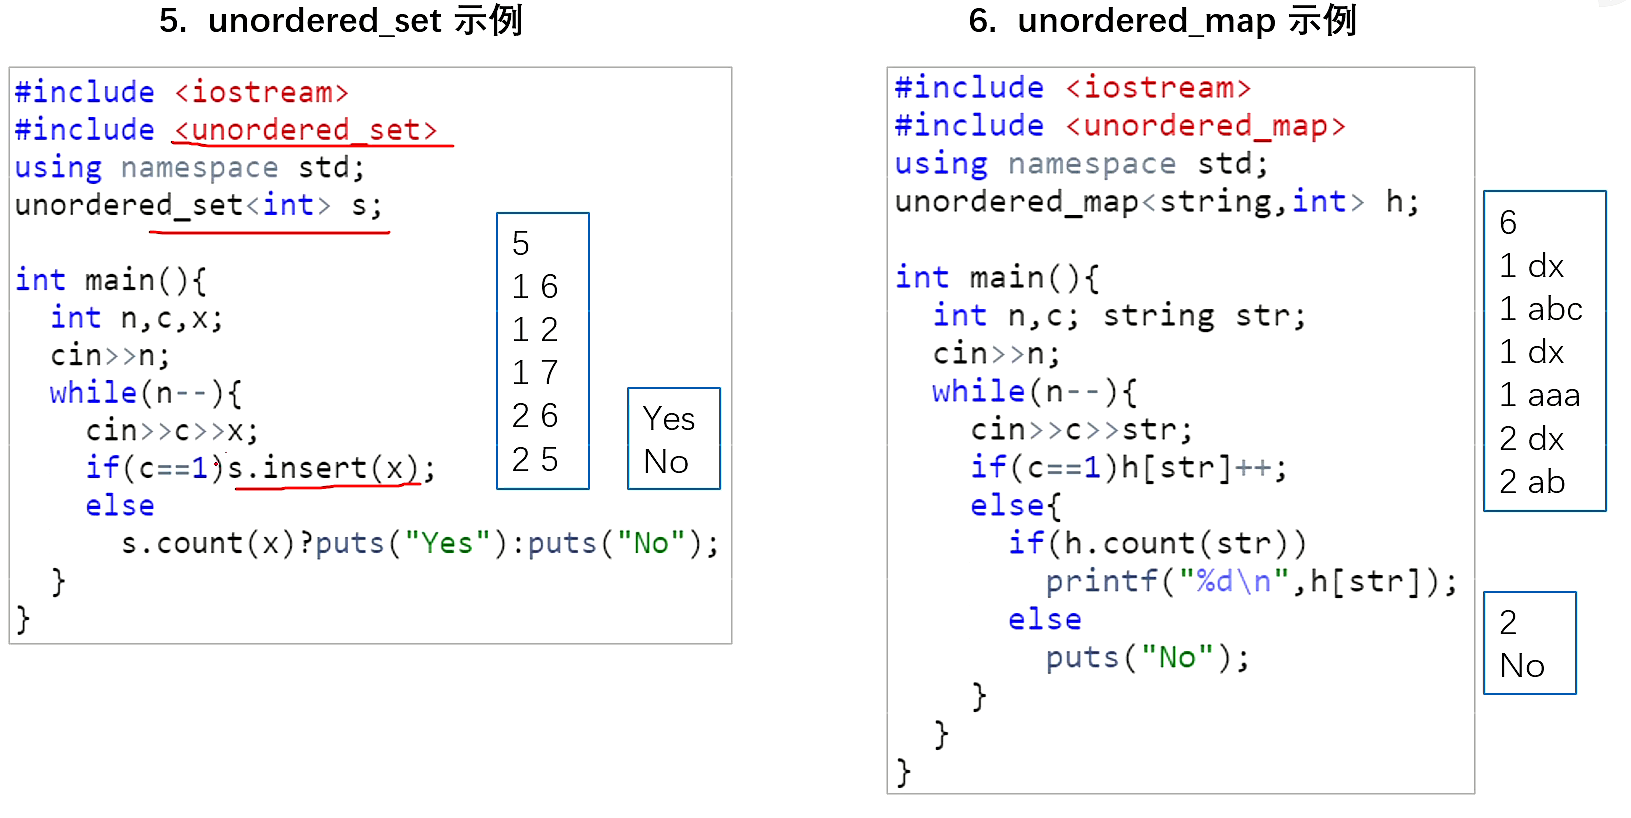 5. unordered_set 示例
#include <iostream>
#include <unordered_set>
using namespace std;
unordered_set<int> s;
int main(){
int n,c,x;
cin>>n;
while(n--){
cin>>c>>x;
if(c==1)s.insert(x);
else
s.count(x)?puts("Yes"):puts("No");
}
}
5
1 6
1 2
1 7
2 6
2 5
Yes
No
6. unordered_map 示例
#include <iostream>
#include <unordered_map>
using namespace std;
unordered_map<string,int> h;
int main(){
int n,c; string str;
cin>>n;
while(n--){
cin>>c>>str;
if(c==1)h[str]++;
else{
if(h.count(str))
printf("%d\n",h[str]);
else
puts("No");
}
}
}
6
1 dx
1 abc
1 dx
1 aaa
2 dx
2 ab
2
No